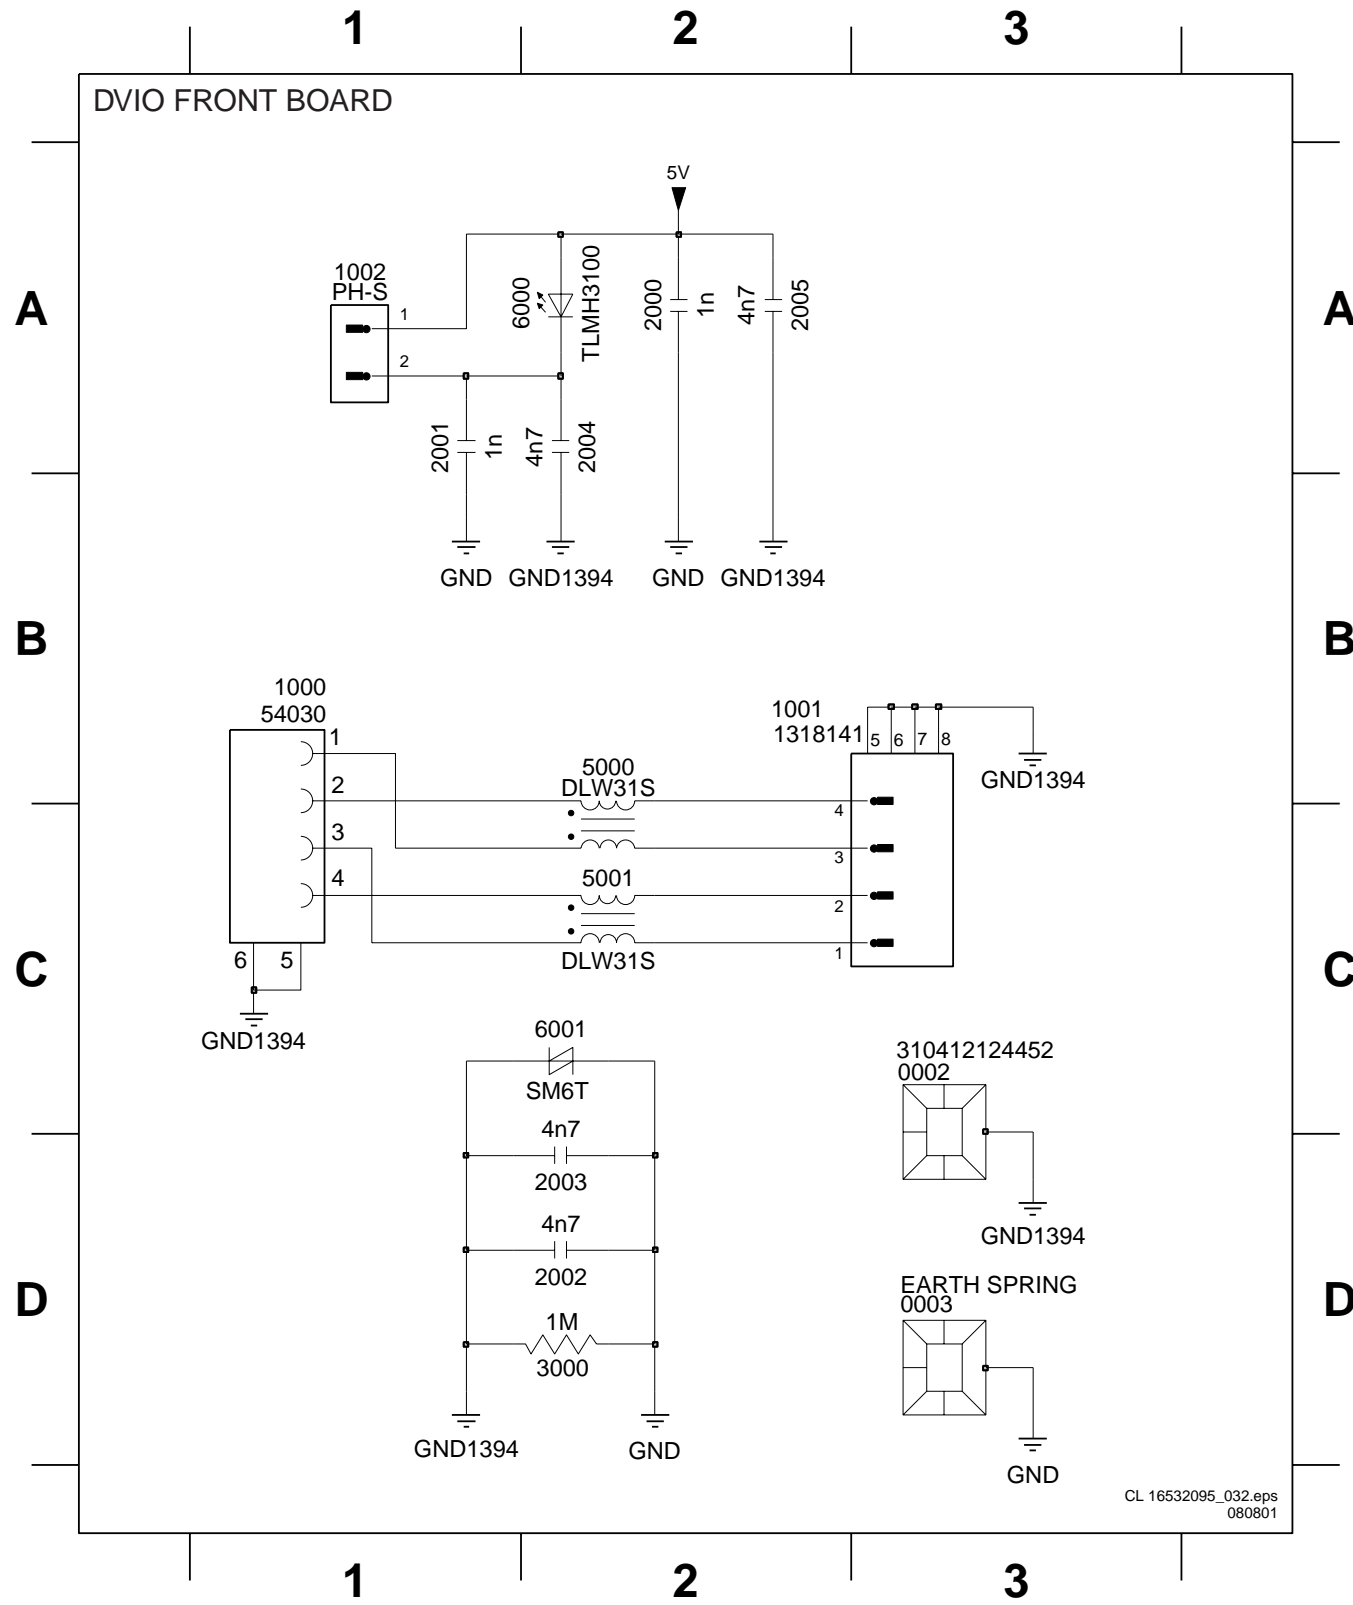 1 2 3
DVIO FRONT BOARD
5V
1002
PH-S
1
2
6000
TLMH3100
2000
1n
4n7
2005
A A
2001
1n
4n7
2004
GND GND1394 GND GND1394
B B
1000
54030
1
2
3
4
6 5
GND1394
5000
DLW31S
5001
DLW31S
1001
1318141
5 6 7 8
GND1394
4
3
2
1
C C
6001
SM6T
4n7
2003
4n7
2002
1M
3000
GND1394 GND
310412124452
0002
GND1394
D D
EARTH SPRING
0003
GND
CL 16532095_032.eps
080801
1 2 3